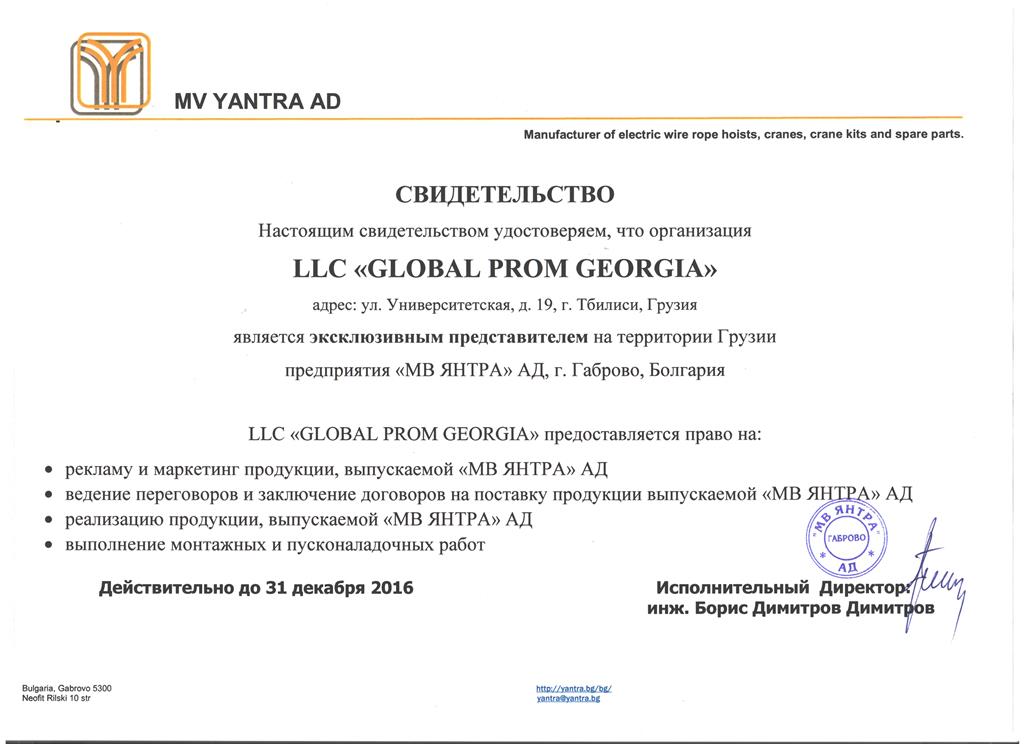 MV YANTRA AD
Manufacturer of electric wire rope hoists, cranes, crane kits and spare parts.
СВИДЕТЕЛЬСТВО
Настоящим свидетельством удостоверяем, что организация
LLC «GLOBAL PROM GEORGIA»
адрес: ул. Университетская, д. 19, г. Тбилиси, Грузия
является эксклюзивным представителем на территории Грузии
предприятия «МВ ЯНТРА» АД, г. Габрово, Болгария
LLC «GLOBAL PROM GEORGIA» предоставляется право на:
• рекламу и маркетинг продукции, выпускаемой «МВ ЯНТРА» АД
• ведение переговоров и заключение договоров на поставку продукции выпускаемой «МВ ЯНТРА» АД
• реализацию продукции, выпускаемой «МВ ЯНТРА» АД
• выполнение монтажных и пусконаладочных работ
"МВ ЯНТРА"
ГАБРОВО
* АД *
Действительно до 31 декабря 2016
Исполнительный Директор:
инж. Борис Димитров Димитров
Bulgaria, Gabrovo 5300
Neofit Rilski 10 str
http://yantra.bg/bg/
yantra@yantra.bg